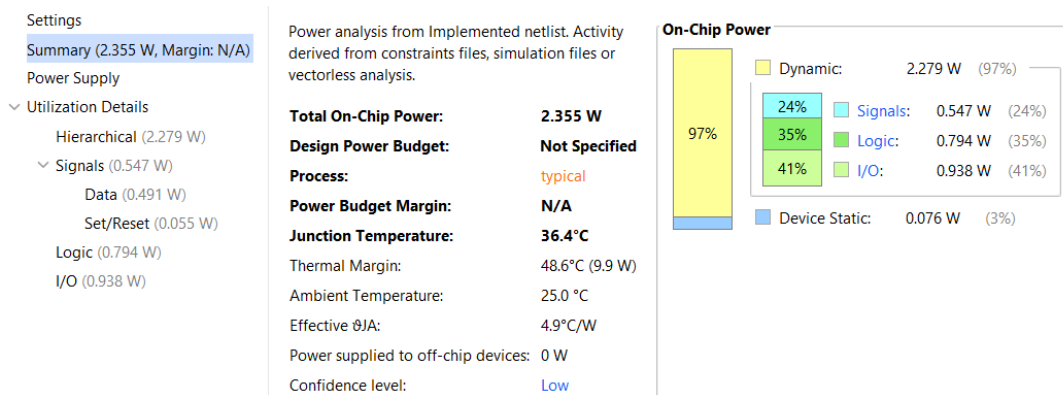 Settings
Summary (2.355 W, Margin: N/A)
Power Supply
Utilization Details
Hierarchical (2.279 W)
Signals (0.547 W)
Data (0.491 W)
Set/Reset (0.055 W)
Logic (0.794 W)
I/O (0.938 W)
Power analysis from Implemented netlist. Activity
derived from constraints files, simulation files or
vectorless analysis.
Total On-Chip Power: 2.355 W
Design Power Budget: Not Specified
Process: typical
Power Budget Margin: N/A
Junction Temperature: 36.4°C
Thermal Margin: 48.6°C (9.9 W)
Ambient Temperature: 25.0 °C
Effective ϑJA: 4.9°C/W
Power supplied to off-chip devices: 0 W
Confidence level: Low
On-Chip Power
97%
Dynamic: 2.279 W (97%)
24% Signals: 0.547 W (24%)
35% Logic: 0.794 W (35%)
41% I/O: 0.938 W (41%)
Device Static: 0.076 W (3%)